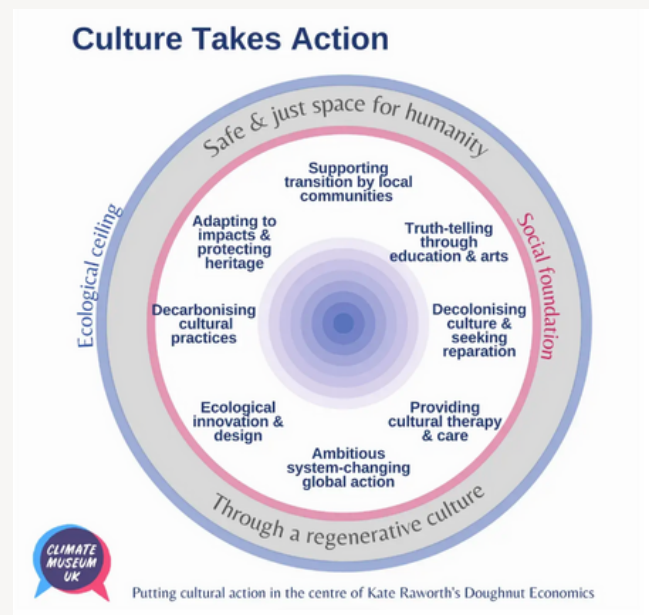 Culture Takes Action
Safe & just space for humanity
Ecological ceiling
Social foundation
Supporting
transition by local
communities
Truth-telling
through
education & arts
Decolonising
culture &
seeking
reparation
Providing
cultural therapy
& care
Ambitious
system-changing
global action
Ecological
innovation &
design
Decarbonising
cultural
practices
Adapting to
impacts &
protecting
heritage
Through a regenerative culture
CLIMATE
MUSEUM
UK
Putting cultural action in the centre of Kate Raworth's Doughnut Economics